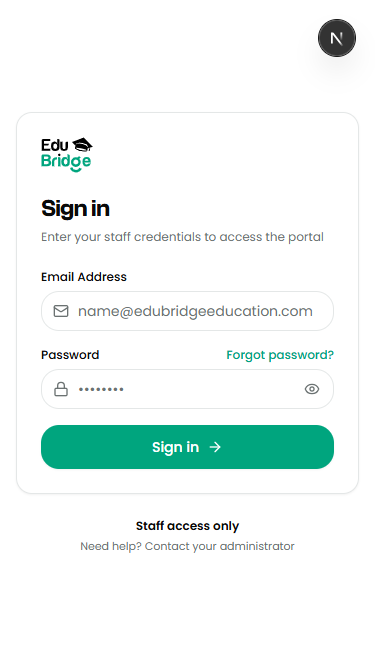 N
Edu
Bridge
Sign in
Enter your staff credentials to access the portal
Email Address
name@edubridgeeducation.com
Password Forgot password?
••••••••
Sign in →
Staff access only
Need help? Contact your administrator